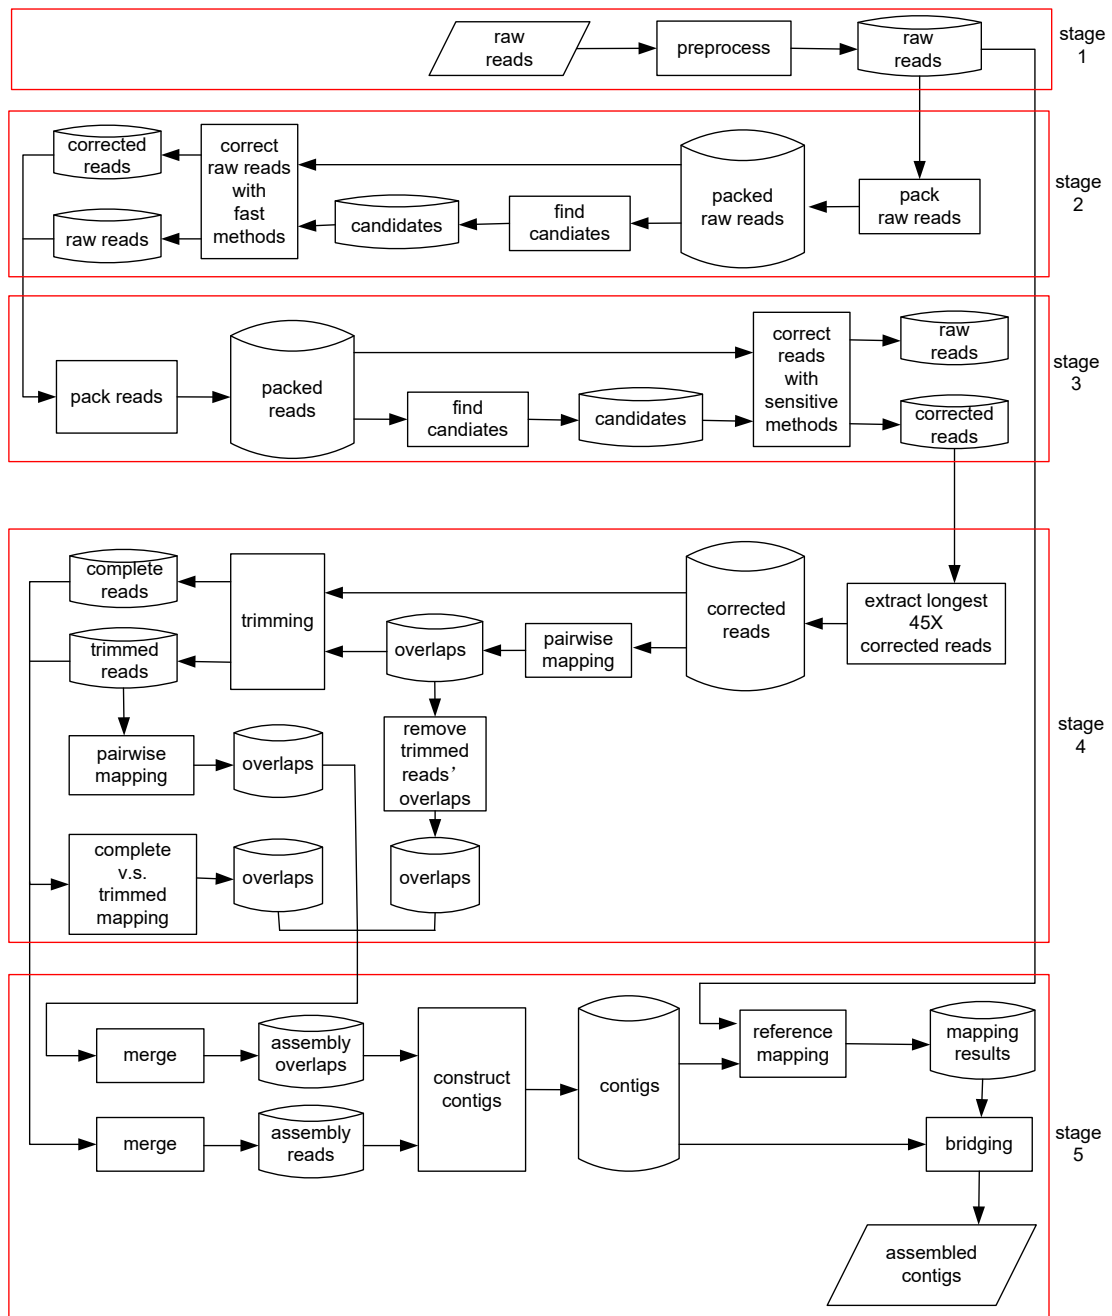 raw
reads
preprocess
raw
reads
stage
1
corrected
reads
correct
raw reads
with
fast
methods
raw reads
candidates
find
candiates
packed
raw reads
pack
raw reads
stage
2
pack reads
packed
reads
find
candiates
candidates
correct
reads
with
sensitive
methods
raw
reads
corrected
reads
stage
3
complete
reads
trimming
trimmed
reads
overlaps
pairwise
mapping
corrected
reads
extract longest
45X
corrected reads
pairwise
mapping
overlaps
remove
trimmed
reads’
overlaps
stage
4
complete
v.s.
trimmed
mapping
overlaps
overlaps
merge
assembly
overlaps
construct
contigs
contigs
reference
mapping
mapping
results
merge
assembly
reads
bridging
stage
5
assembled
contigs